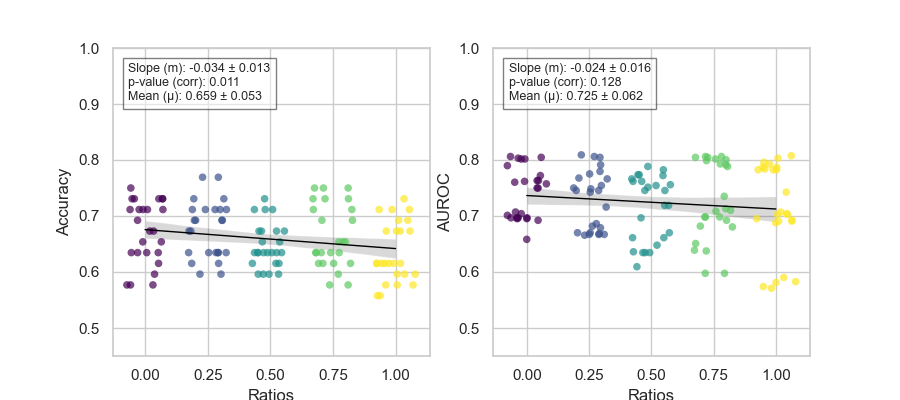 Accuracy
1.0
0.9
0.8
0.7
0.6
0.5
Slope (m): -0.034 ± 0.013
p-value (corr): 0.011
Mean (μ): 0.659 ± 0.053
0.00 0.25 0.50 0.75 1.00
Ratios
AUROC
1.0
0.9
0.8
0.7
0.6
0.5
Slope (m): -0.024 ± 0.016
p-value (corr): 0.128
Mean (μ): 0.725 ± 0.062
0.00 0.25 0.50 0.75 1.00
Ratios